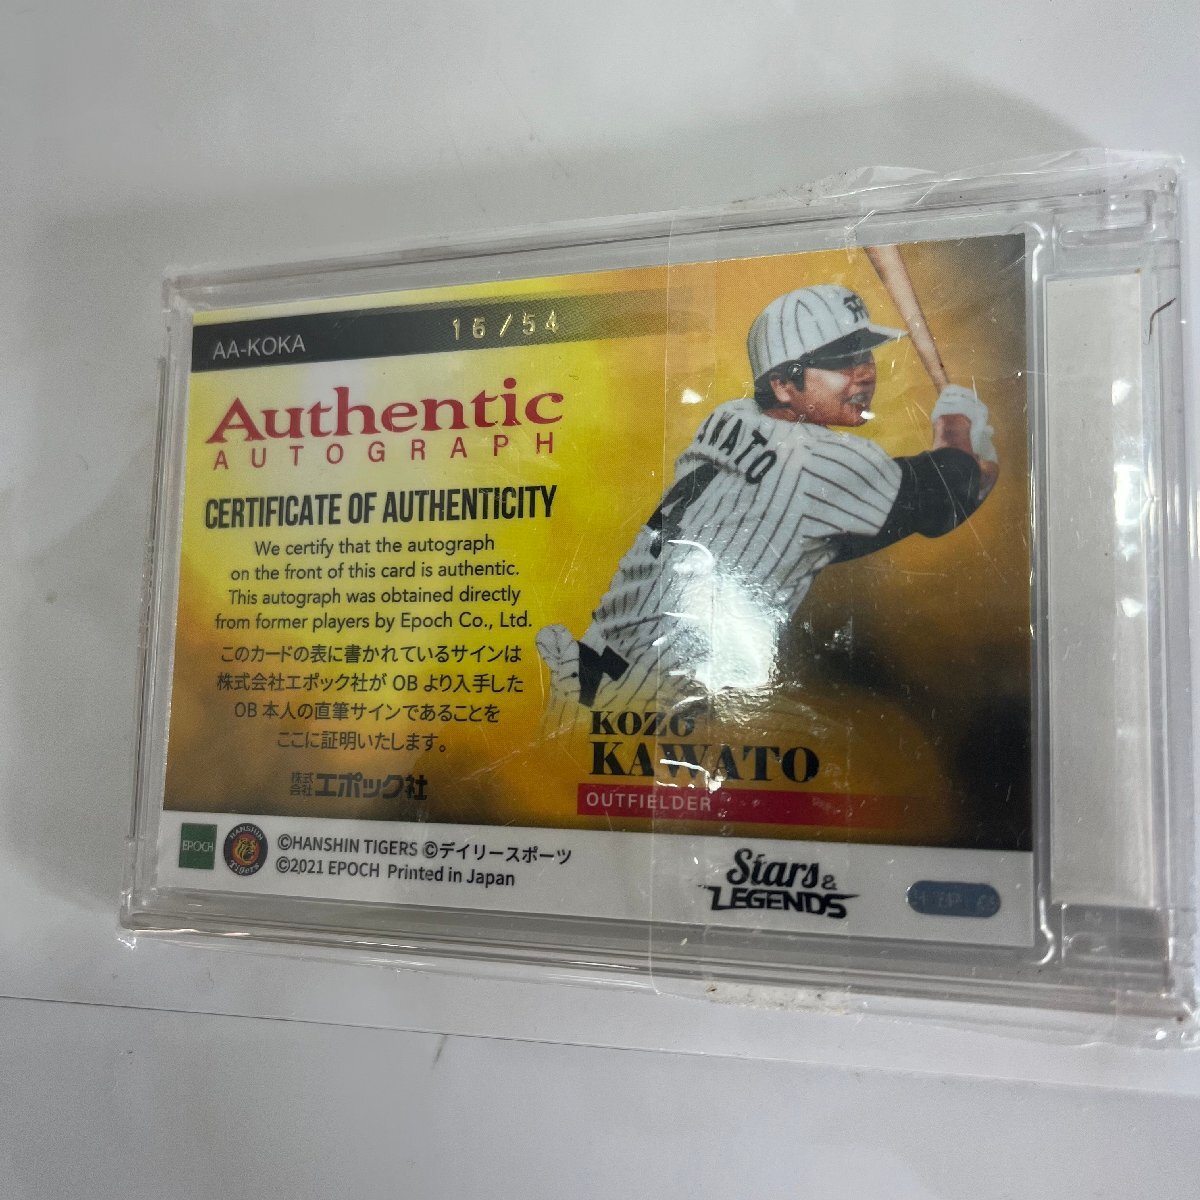 AA-KOKA
16/54
Authentic
AUTOGRAPH
CERTIFICATE OF AUTHENTICITY
We certify that the autograph
on the front of this card is authentic.
This autograph was obtained directly
from former players by Epoch Co., Ltd.
このカードの表に書かれているサインは
株式会社エポック社が OB より入手した
OB 本人の直筆サインであることを
ここに証明いたします。
株式会社エポック社
AWATO
KOZO
KAWATO
OUTFIELDER
EPOCH
HANSHIN
Tigers
©HANSHIN TIGERS ©デイリースポーツ
©2021 EPOCH Printed in Japan
Stars &
LEGENDS